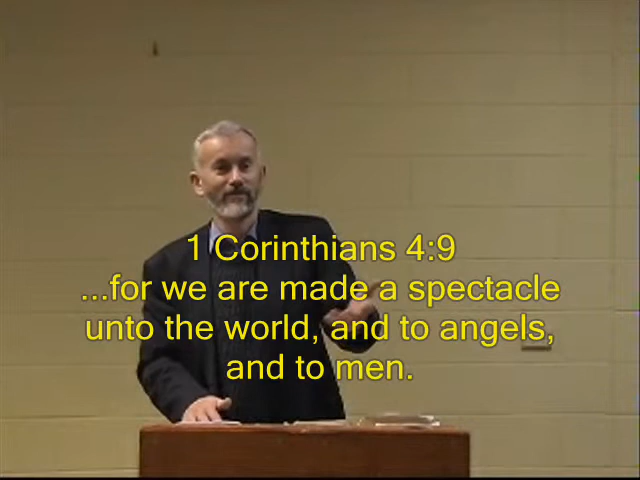 1 Corinthians 4:9
...for we are made a spectacle
unto the world, and to angels,
and to men.